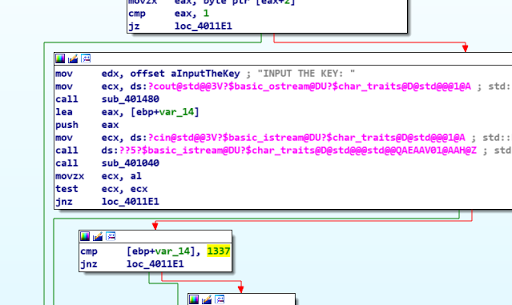 movzx eax, byte ptr [eax+2]
cmp eax, 1
jz loc_4011E1
mov edx, offset aInputTheKey ; "INPUT THE KEY: "
mov ecx, ds:?cout@std@@3V?$basic_ostream@DU?$char_traits@D@std@@@1@A ; std:
call sub_401480
lea eax, [ebp+var_14]
push eax
mov ecx, ds:?cin@std@@3V?$basic_istream@DU?$char_traits@D@std@@@1@A ; std::
call ds:??5?$basic_istream@DU?$char_traits@D@std@@@std@@QAEAAV01@AAH@Z ; std
call sub_401040
movzx ecx, al
test ecx, ecx
jnz loc_4011E1
cmp [ebp+var_14], 1337
jnz loc_4011E1